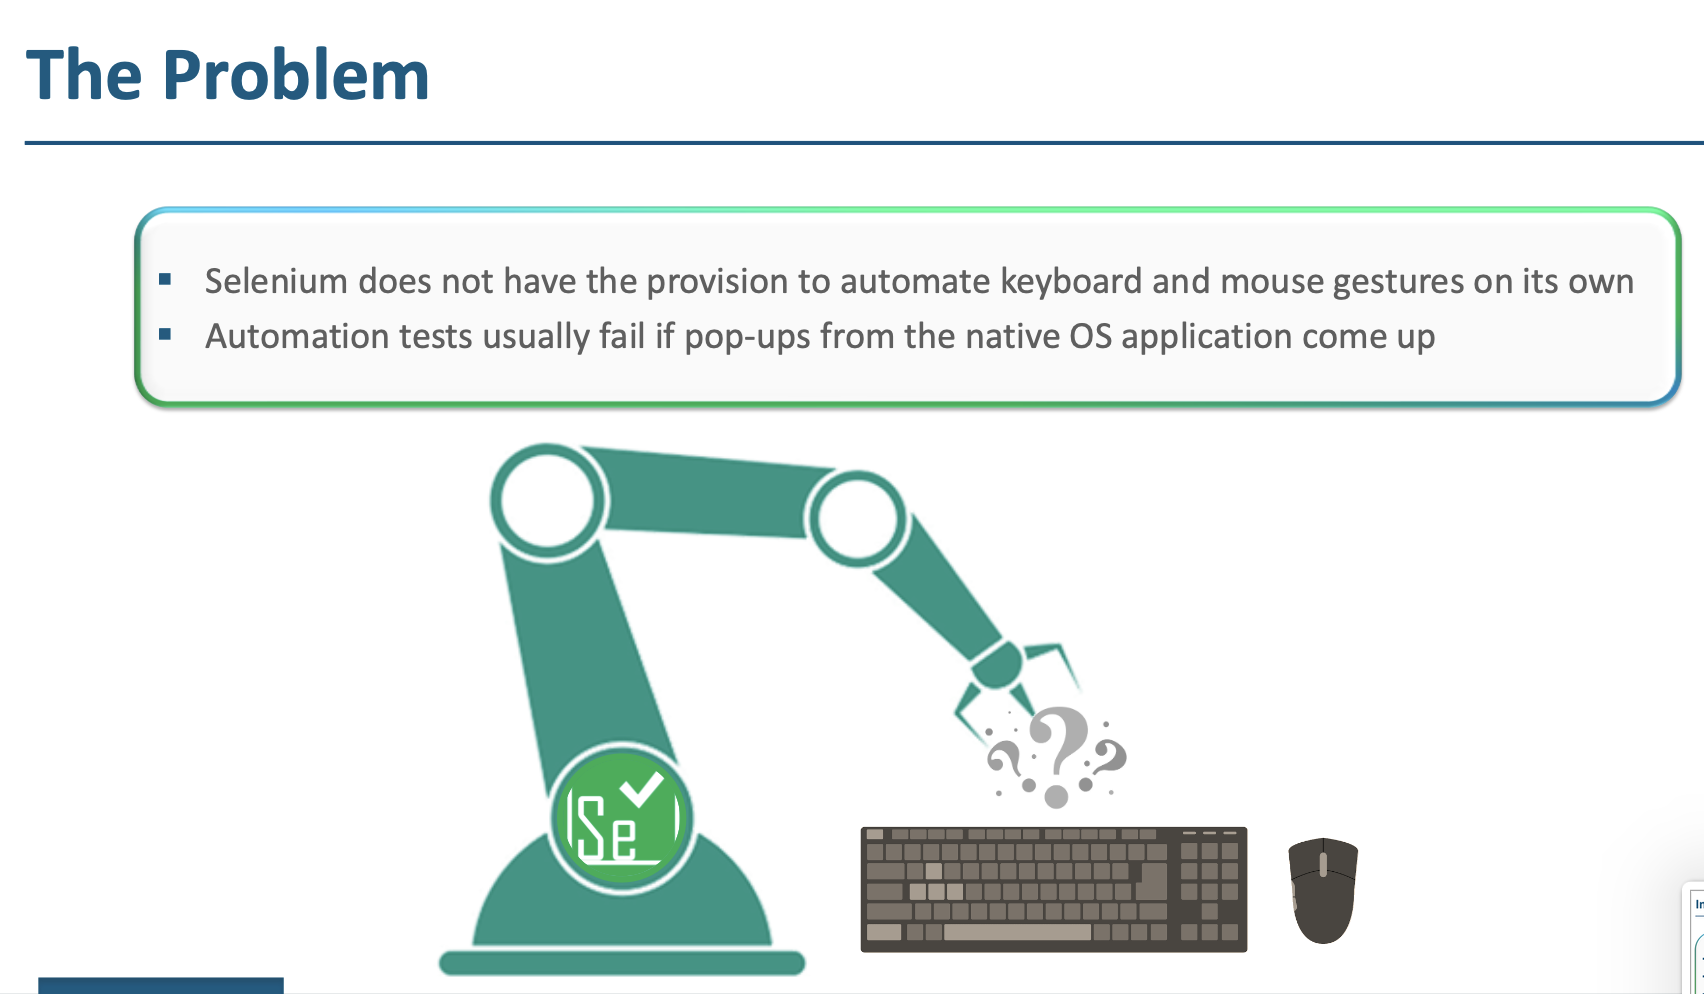 The Problem
Selenium does not have the provision to automate keyboard and mouse gestures on its own
Automation tests usually fail if pop-ups from the native OS application come up
Se
???